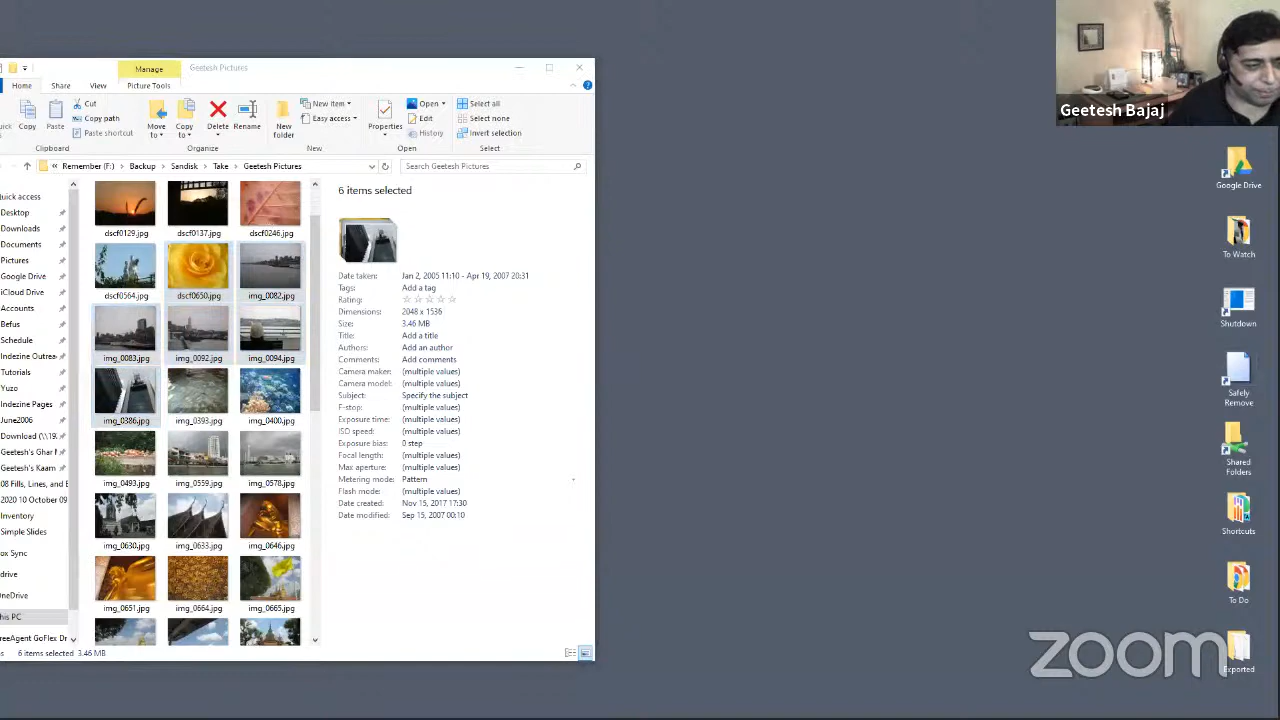 Manage
Geetesh Pictures
Home
Share
View
Picture Tools
Copy
Paste
Cut
Copy path
Paste shortcut
Move to
Copy to
Delete
Rename
New folder
New item
Easy access
Properties
Open
Edit
History
Select all
Select none
Invert selection
Clipboard
Organize
New
Open
Select
« Remember (F:)
Backup
Sandisk
Take
Geetesh Pictures
Search Geetesh Pictures
uick access
Desktop
Downloads
Documents
Pictures
Google Drive
iCloud Drive
Accounts
Befus
Schedule
Indezine Outrea
Tutorials
Yuzo
Indezine Pages
June2006
Download (\\19
Geetesh's Ghar
Geetesh's Kaam
08 Fills, Lines, and E
2020 10 October 09
Inventory
Simple Slides
ox Sync
drive
neDrive
his PC
reeAgent GoFlex Dr
dscf0129.jpg
dscf0137.jpg
dscf0246.jpg
dscf0564.jpg
dscf0650.jpg
img_0082.jpg
img_0083.jpg
img_0092.jpg
img_0094.jpg
img_0386.jpg
img_0393.jpg
img_0400.jpg
img_0493.jpg
img_0559.jpg
img_0578.jpg
img_0630.jpg
img_0633.jpg
img_0646.jpg
img_0651.jpg
img_0664.jpg
img_0665.jpg
6 items selected
Date taken: Jan 2, 2005 11:10 - Apr 19, 2007 20:31
Tags: Add a tag
Rating:
Dimensions: 2048 x 1536
Size: 3.46 MB
Title: Add a title
Authors: Add an author
Comments: Add comments
Camera maker: (multiple values)
Camera model: (multiple values)
Subject: Specify the subject
F-stop: (multiple values)
Exposure time: (multiple values)
ISO speed: (multiple values)
Exposure bias: 0 step
Focal length: (multiple values)
Max aperture: (multiple values)
Metering mode: Pattern
Flash mode: (multiple values)
Date created: Nov 15, 2017 17:30
Date modified: Sep 15, 2007 00:10
6 items selected 3.46 MB
Geetesh Bajaj
Google Drive
To Watch
Shutdown
Safely
Remove
Shared
Folders
Shortcuts
To Do
Exported
zoom